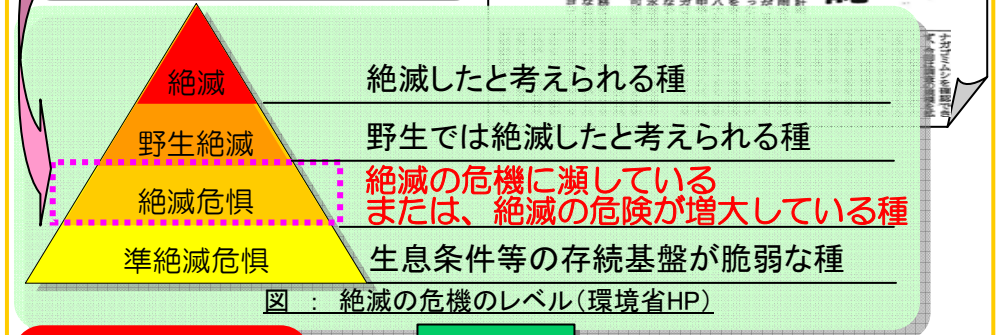 絶滅
絶滅したと考えられる種
野生絶滅
野生では絶滅したと考えられる種
絶滅危惧
絶滅の危機に瀕している
または、絶滅の危険が増大している種
準絶滅危惧
生息条件等の存続基盤が脆弱な種
図 : 絶滅の危機のレベル(環境省HP)